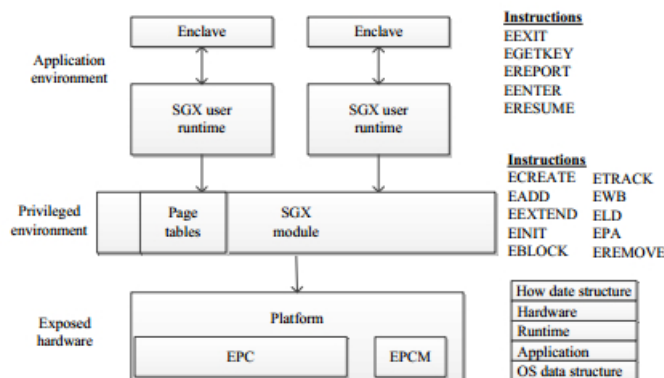 Enclave
Enclave
Application
environment
SGX user
runtime
SGX user
runtime
Instructions
EEXIT
EGETKEY
EREPORT
EENTER
ERESUME
Privileged
environment
Page
tables
SGX
module
Instructions
ECREATE ETRACK
EADD EWB
EEXTEND ELD
EINIT EPA
EBLOCK EREMOVE
Exposed
hardware
Platform
EPC
EPCM
How date structure
Hardware
Runtime
Application
OS data structure